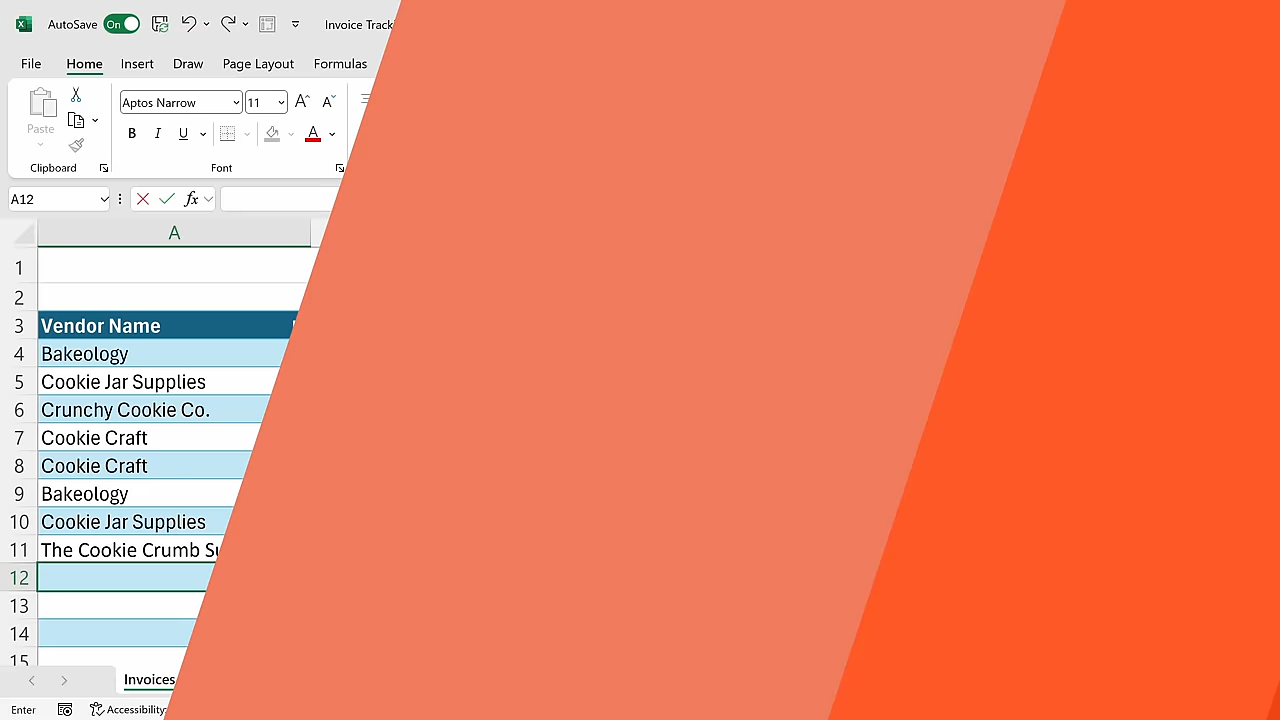 AutoSave On Invoice Track
File Home Insert Draw Page Layout Formulas
Paste
Aptos Narrow 11 A A
B I U A
Clipboard Font
A12 fx
A
1
2
3 Vendor Name
4 Bakeology
5 Cookie Jar Supplies
6 Crunchy Cookie Co.
7 Cookie Craft
8 Cookie Craft
9 Bakeology
10 Cookie Jar Supplies
11 The Cookie Crumb Su
12
13
14
15
Invoices
Enter Accessibility: